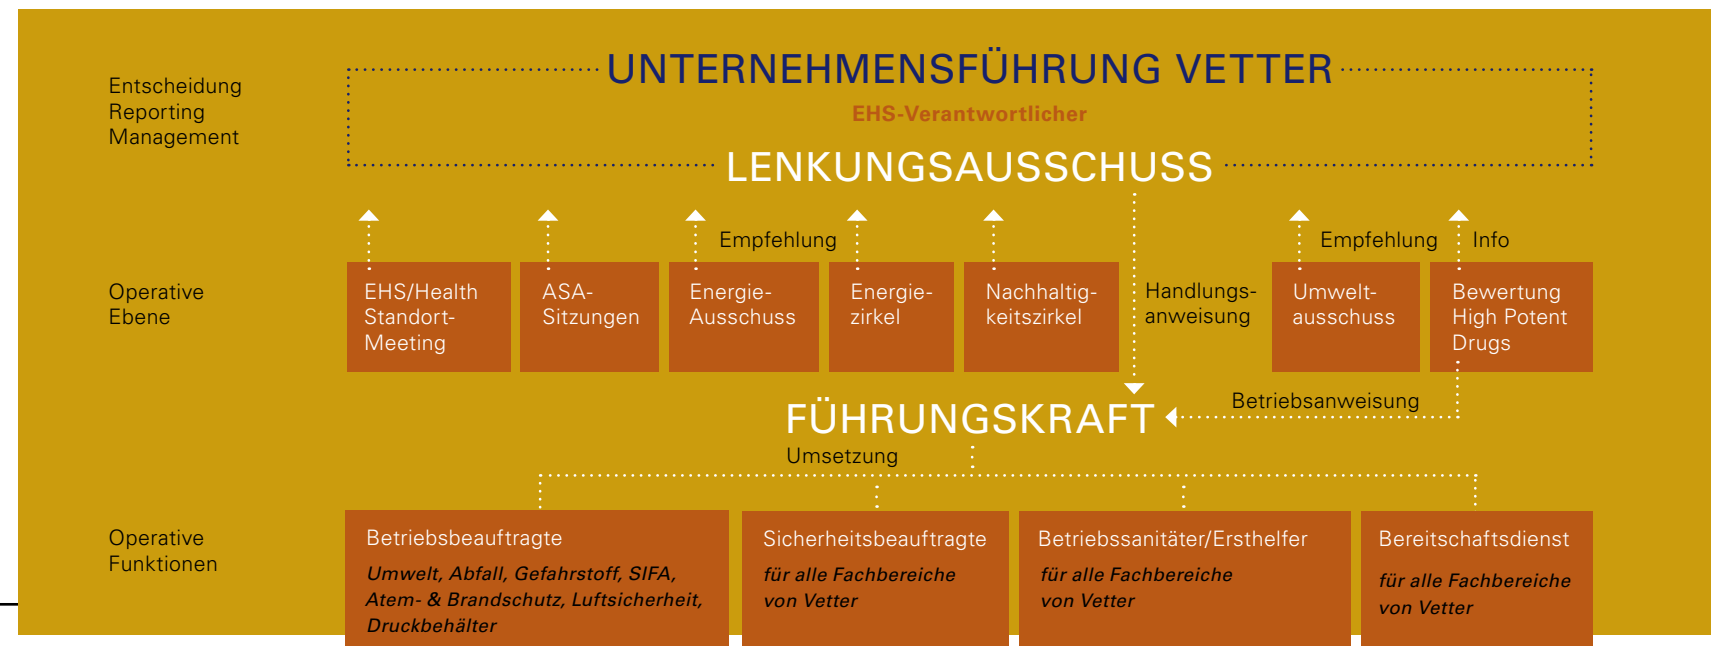 Entscheidung
Reporting
Management
UNTERNEHMENSFÜHRUNG VETTER
EHS-Verantwortlicher
LENKUNGSAUSSCHUSS
Empfehlung
Empfehlung
Info
Operative
Ebene
EHS/Health
Standort-
Meeting
ASA-
Sitzungen
Energie-
Ausschuss
Energie-
zirkel
Nachhaltig-
keitszirkel
Handlungs-
anweisung
Umwelt-
ausschuss
Bewertung
High Potent
Drugs
Betriebsanweisung
FÜHRUNGSKRAFT
Umsetzung
Operative
Funktionen
Betriebsbeauftragte
Umwelt, Abfall, Gefahrstoff, SIFA,
Atem- & Brandschutz, Luftsicherheit,
Druckbehälter
Sicherheitsbeauftragte
für alle Fachbereiche
von Vetter
Betriebssanitäter/Ersthelfer
für alle Fachbereiche
von Vetter
Bereitschaftsdienst
für alle Fachbereiche
von Vetter